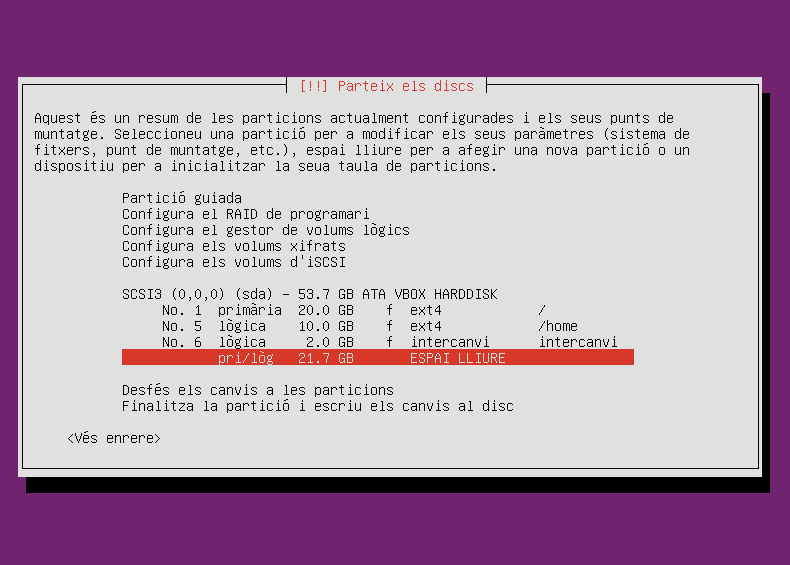 [!!] Parteix els discs
Aquest és un resum de les particions actualment configurades i els seus punts de
muntatge. Seleccioneu una partició per a modificar els seus paràmetres (sistema de
fitxers, punt de muntatge, etc.), espai lliure per a afegir una nova partició o un
dispositiu per a inicialitzar la seua taula de particions.
Partició guiada
Configura el RAID de programari
Configura el gestor de volums lògics
Configura els volums xifrats
Configura els volums d'iSCSI
SCSI3 (0,0,0) (sda) - 53.7 GB ATA VBOX HARDDISK
No. 1 primària 20.0 GB f ext4 /
No. 5 lògica 10.0 GB f ext4 /home
No. 6 lògica 2.0 GB f intercanvi intercanvi
pri/lòg 21.7 GB ESPAI LLIURE
Desfés els canvis a les particions
Finalitza la partició i escriu els canvis al disc
<Vés enrere>